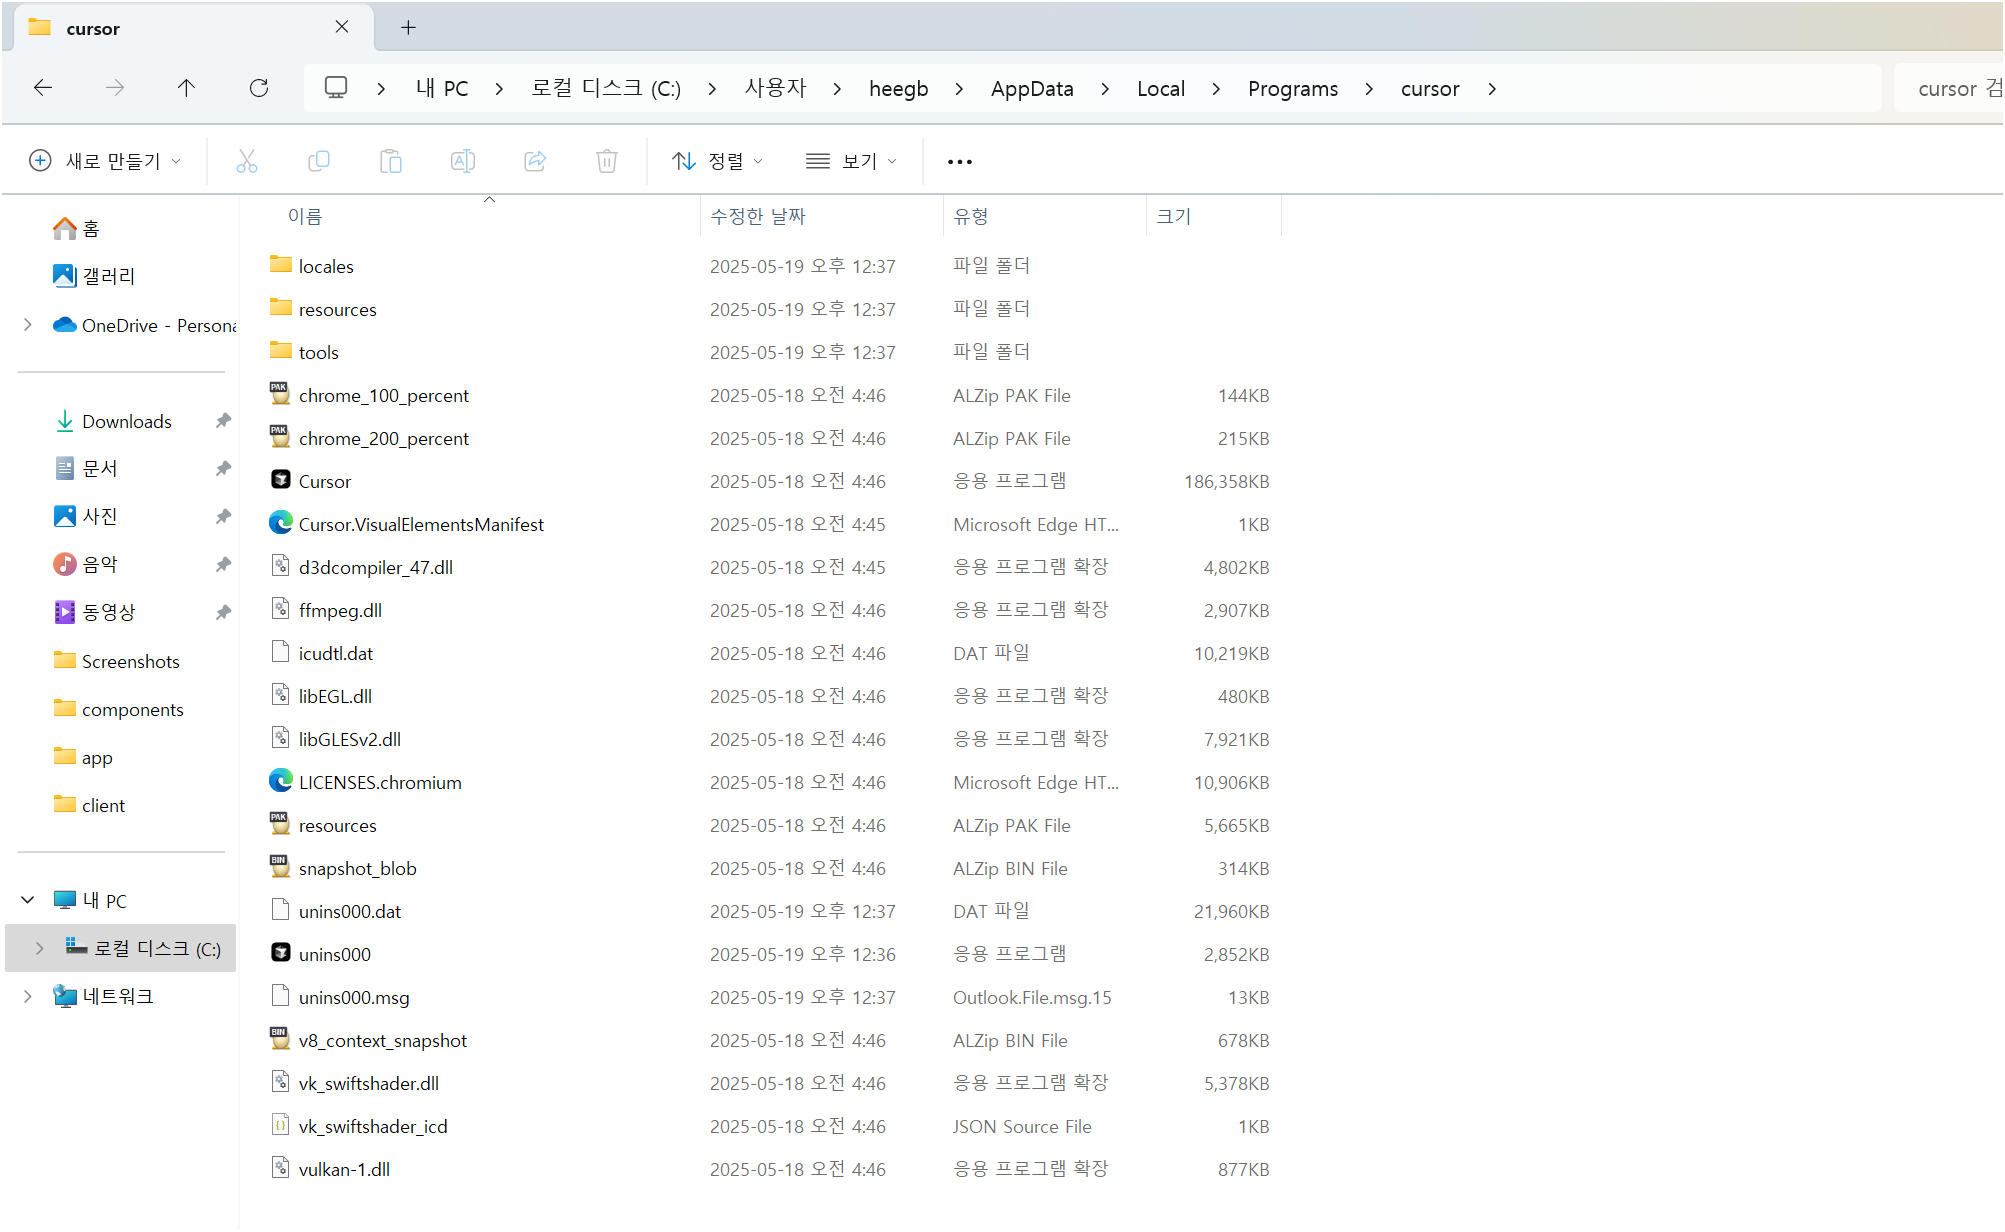 cursor
내 PC > 로컬 디스크 (C:) > 사용자 > heegb > AppData > Local > Programs > cursor >
cursor 검
새로 만들기
정렬
보기
홈
갤러리
OneDrive - Persona
Downloads
문서
사진
음악
동영상
Screenshots
components
app
client
내 PC
로컬 디스크 (C:)
네트워크
이름 수정한 날짜 유형 크기
locales 2025-05-19 오후 12:37 파일 폴더
resources 2025-05-19 오후 12:37 파일 폴더
tools 2025-05-19 오후 12:37 파일 폴더
chrome_100_percent 2025-05-18 오전 4:46 ALZip PAK File 144KB
chrome_200_percent 2025-05-18 오전 4:46 ALZip PAK File 215KB
Cursor 2025-05-18 오전 4:46 응용 프로그램 186,358KB
Cursor.VisualElementsManifest 2025-05-18 오전 4:45 Microsoft Edge HT... 1KB
d3dcompiler_47.dll 2025-05-18 오전 4:45 응용 프로그램 확장 4,802KB
ffmpeg.dll 2025-05-18 오전 4:46 응용 프로그램 확장 2,907KB
icudtl.dat 2025-05-18 오전 4:46 DAT 파일 10,219KB
libEGL.dll 2025-05-18 오전 4:46 응용 프로그램 확장 480KB
libGLESv2.dll 2025-05-18 오전 4:46 응용 프로그램 확장 7,921KB
LICENSES.chromium 2025-05-18 오전 4:46 Microsoft Edge HT... 10,906KB
resources 2025-05-18 오전 4:46 ALZip PAK File 5,665KB
snapshot_blob 2025-05-18 오전 4:46 ALZip BIN File 314KB
unins000.dat 2025-05-19 오후 12:37 DAT 파일 21,960KB
unins000 2025-05-19 오후 12:36 응용 프로그램 2,852KB
unins000.msg 2025-05-19 오후 12:37 Outlook.File.msg.15 13KB
v8_context_snapshot 2025-05-18 오전 4:46 ALZip BIN File 678KB
vk_swiftshader.dll 2025-05-18 오전 4:46 응용 프로그램 확장 5,378KB
vk_swiftshader_icd 2025-05-18 오전 4:46 JSON Source File 1KB
vulkan-1.dll 2025-05-18 오전 4:46 응용 프로그램 확장 877KB